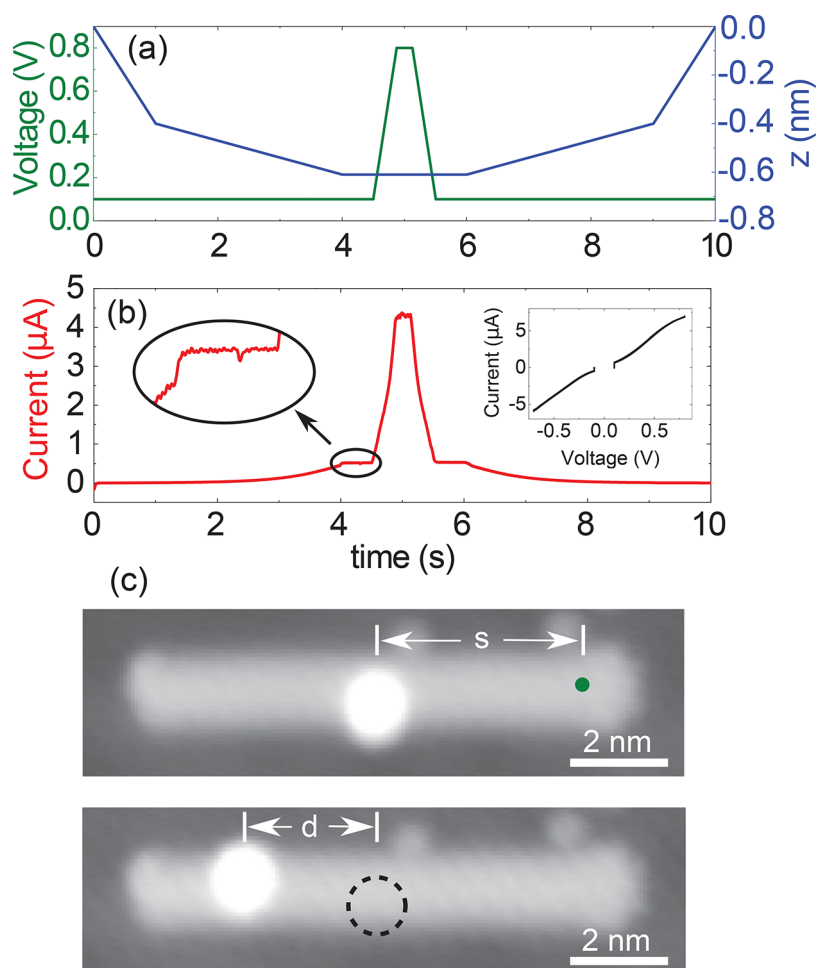 (a)
Voltage (V)
0.8
0.6
0.4
0.2
0.0
0.0
-0.2
-0.4
-0.6
-0.8
z (nm)
0 2 4 6 8 10
(b)
Current (µA)
5
4
3
2
1
0
Current (µA)
5
0
-5
-0.5 0.0 0.5
Voltage (V)
0 2 4 6 8 10
time (s)
(c)
s
2 nm
d
2 nm